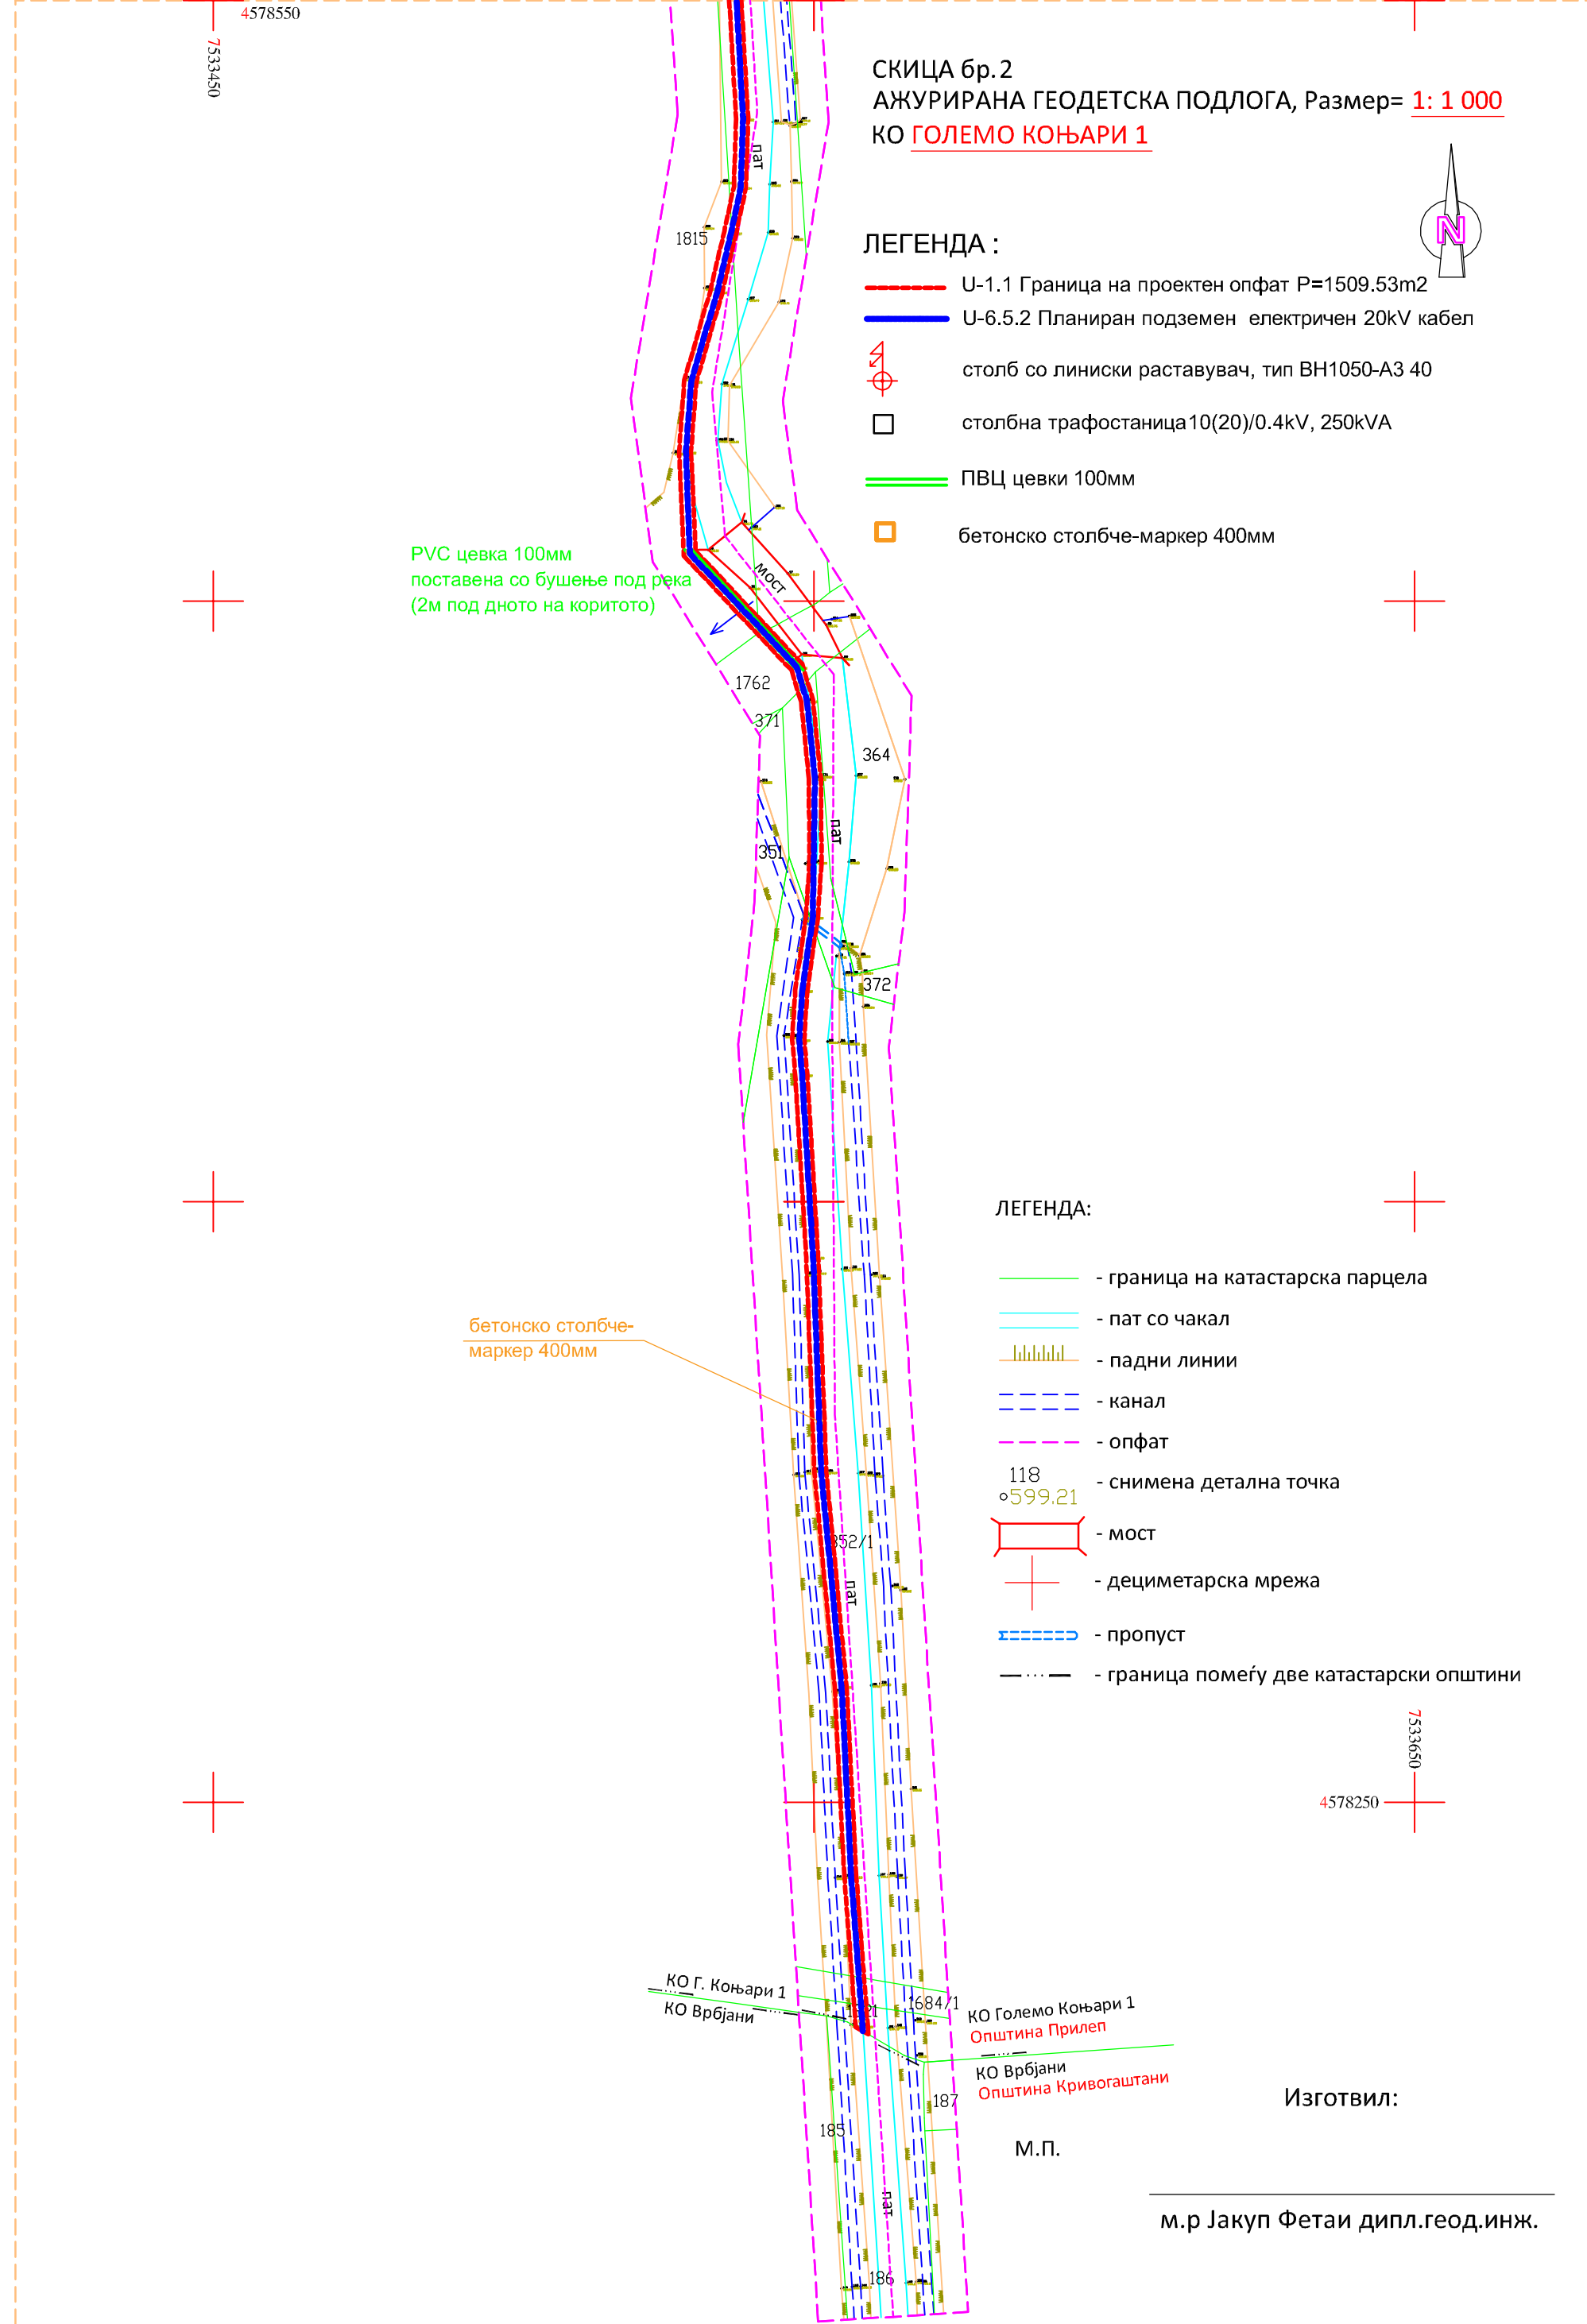 4578550
7533450
СКИЦА бр.2
АЖУРИРАНА ГЕОДЕТСКА ПОДЛОГА, Размер= 1: 1 000
КО ГОЛЕМО КОЊАРИ 1
N
ЛЕГЕНДА :
U-1.1 Граница на проектен опфат P=1509.53m2
U-6.5.2 Планиран подземен електричен 20kV кабел
столб со линиски раставувач, тип ВН1050-А3 40
столбна трафостаница10(20)/0.4kV, 250kVA
ПВЦ цевки 100мм
бетонско столбче-маркер 400мм
пат
1815
PVC цевка 100мм
поставена со бушење под река
(2м под дното на коритото)
мост
1762
371
364
пат
351
372
ЛЕГЕНДА:
- граница на катастарска парцела
- пат со чакал
- падни линии
- канал
- опфат
118
599.21
- снимена детална точка
- мост
- дециметарска мрежа
- пропуст
- граница помеѓу две катастарски општини
бетонско столбче-
маркер 400мм
352/1
пат
7533650
4578250
КО Г. Коњари 1
КО Врбјани
1684/1
КО Големо Коњари 1
Општина Прилеп
КО Врбјани
Општина Кривогаштани
187
185
пат
186
Изготвил:
М.П.
м.р Јакуп Фетаи дипл.геод.инж.